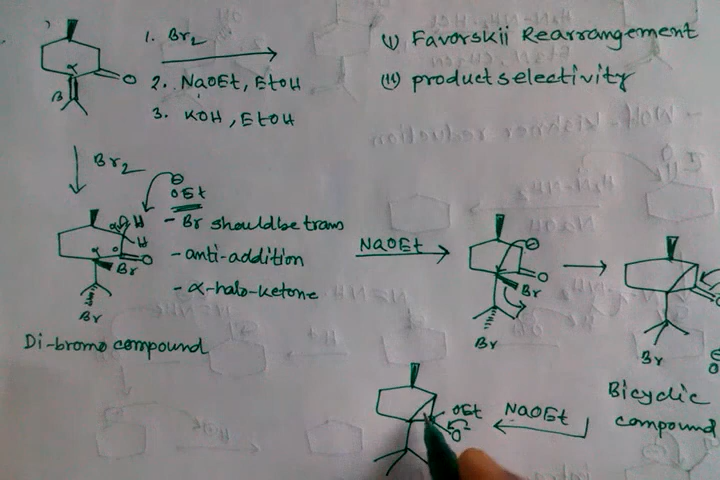 1. Br2
2. NaOEt, EtOH
3. KOH, EtOH
(i) Favorskii Rearrangement
(ii) product selectivity
α
O
β
Br2
⊖
OEt
- Br should be trans
- anti-addition
- α-halo-ketone
α
H
H
α
O
Br
Br
Di-bromo compound
NaOEt
⊖
O
Br
Br
O
Br
⊖
O
Bicyclic
compound
NaOEt
OEt
O⊖